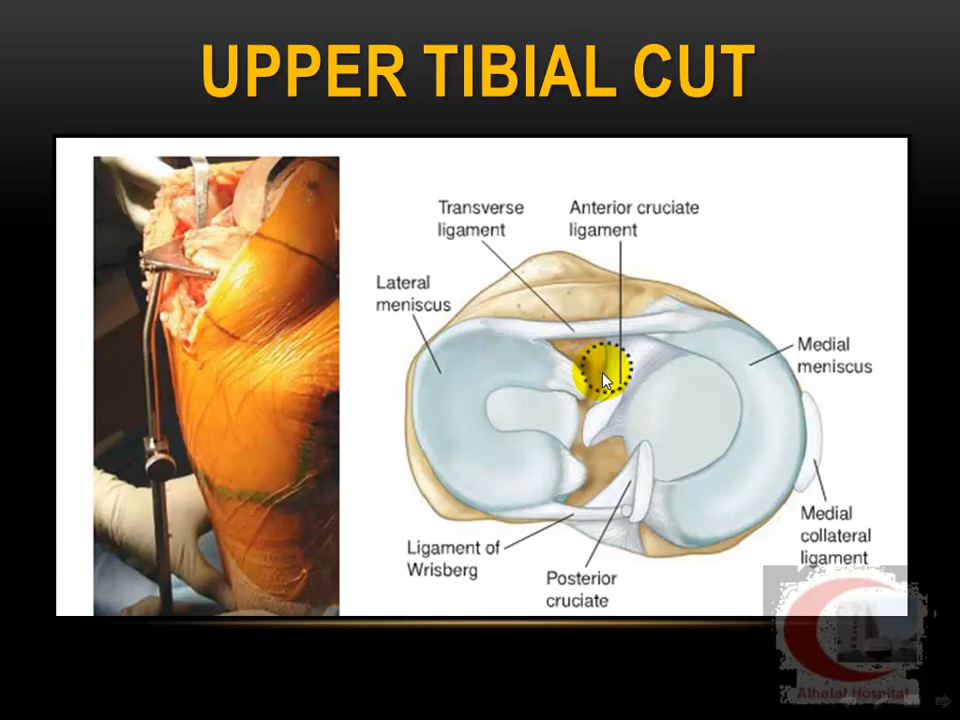 UPPER TIBIAL CUT
Transverse
ligament
Anterior cruciate
ligament
Lateral
meniscus
Medial
meniscus
Medial
collateral
ligament
Ligament of
Wrisberg
Posterior
cruciate
Alhelal Hospital